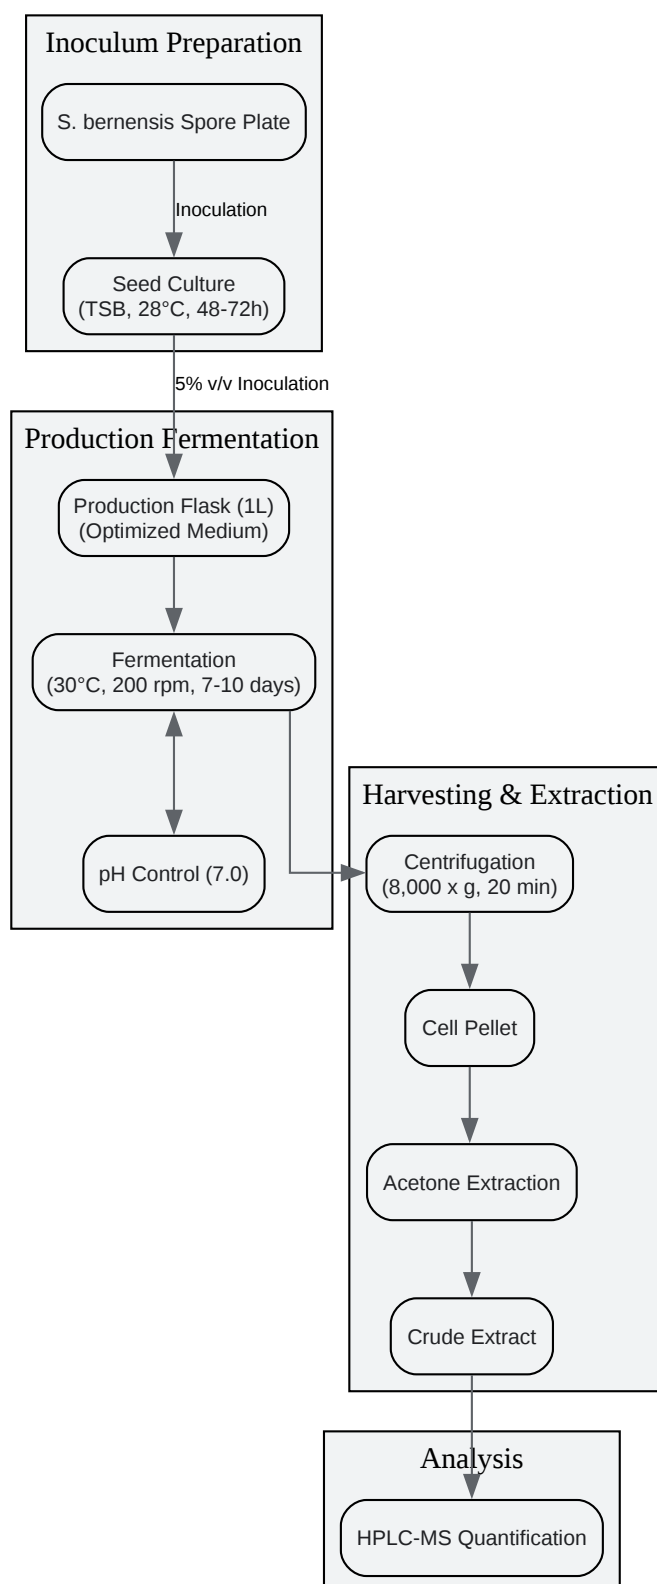 Inoculum Preparation
S. bernensis Spore Plate
Inoculation
Seed Culture
(TSB, 28°C, 48-72h)
5% v/v Inoculation
Production Fermentation
Production Flask (1L)
(Optimized Medium)
Fermentation
(30°C, 200 rpm, 7-10 days)
pH Control (7.0)
Harvesting & Extraction
Centrifugation
(8,000 x g, 20 min)
Cell Pellet
Acetone Extraction
Crude Extract
Analysis
HPLC-MS Quantification